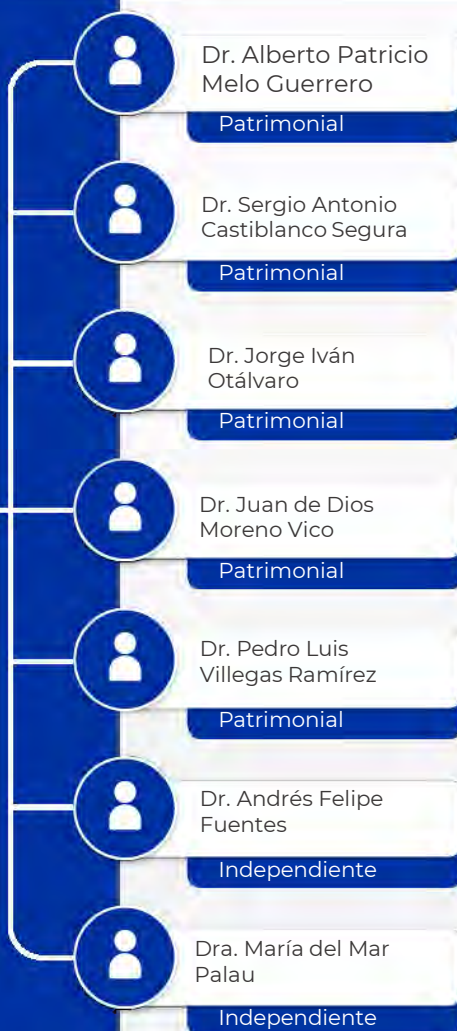 Dr. Alberto Patricio
Melo Guerrero
Patrimonial
Dr. Sergio Antonio
Castiblanco Segura
Patrimonial
Dr. Jorge Iván
Otálvaro
Patrimonial
Dr. Juan de Dios
Moreno Vico
Patrimonial
Dr. Pedro Luis
Villegas Ramírez
Patrimonial
Dr. Andrés Felipe
Fuentes
Independiente
Dra. María del Mar
Palau
Independiente